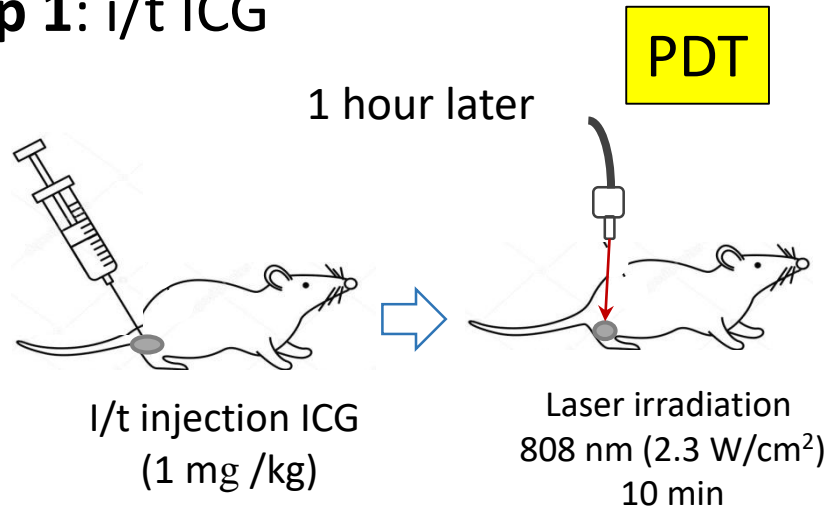 p 1: i/t ICG
PDT
1 hour later
I/t injection ICG
(1 mg /kg)
Laser irradiation
808 nm (2.3 W/cm²)
10 min